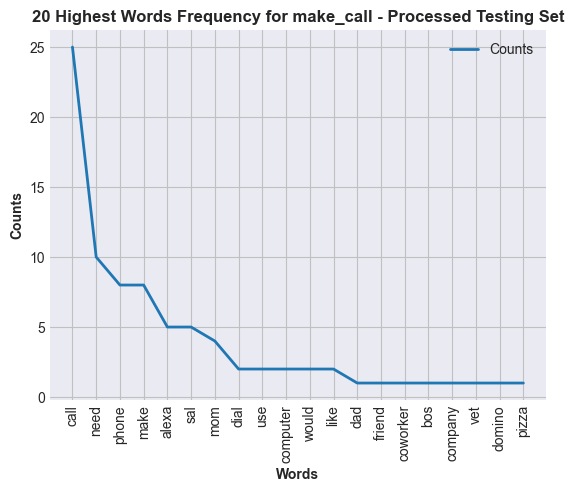 20 Highest Words Frequency for make_call - Processed Testing Set
Counts
25
20
15
10
5
0
Counts
call
need
phone
make
alexa
sal
mom
dial
use
computer
would
like
dad
friend
coworker
bos
company
vet
domino
pizza
Words